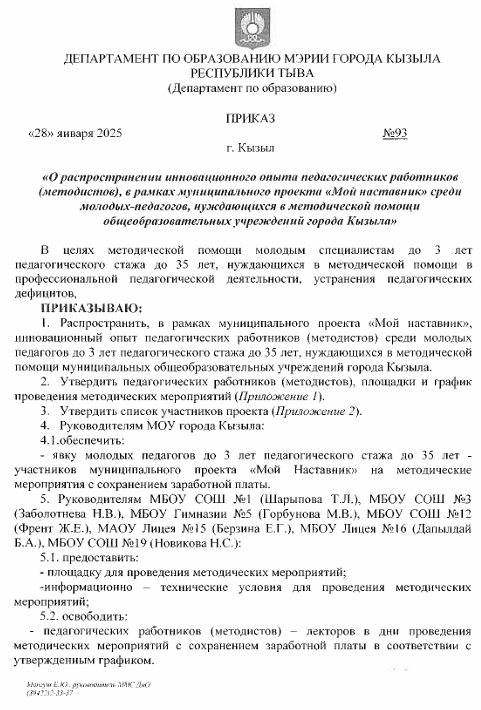 ДЕПАРТАМЕНТ ПО ОБРАЗОВАНИЮ МЭРИИ ГОРОДА КЫЗЫЛА
РЕСПУБЛИКИ ТЫВА
(Департамент по образованию)
ПРИКАЗ
«28» января 2025 №93
г. Кызыл
«О распространении инновационного опыта педагогических работников
(методистов), в рамках муниципального проекта «Мой наставник» среди
молодых-педагогов, нуждающихся в методической помощи
общеобразовательных учреждений города Кызыла»
В целях методической помощи молодым специалистам до 3 лет
педагогического стажа до 35 лет, нуждающихся в методической помощи в
профессиональной педагогической деятельности, устранения педагогических
дефицитов,
ПРИКАЗЫВАЮ:
1. Распространить, в рамках муниципального проекта «Мой наставник»,
инновационный опыт педагогических работников (методистов) среди молодых
педагогов до 3 лет педагогического стажа до 35 лет, нуждающихся в методической
помощи муниципальных общеобразовательных учреждений города Кызыла.
2. Утвердить педагогических работников (методистов), площадки и график
проведения методических мероприятий (Приложение 1).
3. Утвердить список участников проекта (Приложение 2).
4. Руководителям МОУ города Кызыла:
4.1.обеспечить:
- явку молодых педагогов до 3 лет педагогического стажа до 35 лет -
участников муниципального проекта «Мой Наставник» на методические
мероприятия с сохранением заработной платы.
5. Руководителям МБОУ СОШ №1 (Шарыпова Т.Л.), МБОУ СОШ №3
(Заболотнева Н.В.), МБОУ Гимназии №5 (Горбунова М.В.), МБОУ СОШ №12
(Френт Ж.Е.), МАОУ Лицея №15 (Берзина Е.Г.), МБОУ Лицея №16 (Дапылдай
Б.А.), МБОУ СОШ №19 (Новикова Н.С.):
5.1. предоставить:
- площадку для проведения методических мероприятий;
-информационно – технические условия для проведения методических
мероприятий;
5.2. освободить:
- педагогических работников (методистов) – лекторов в дни проведения
методических мероприятий с сохранением заработной платы в соответствии с
утвержденным графиком.
Монгуш Е.Ю., руководитель ММС ДпО
(39422)2-33-37